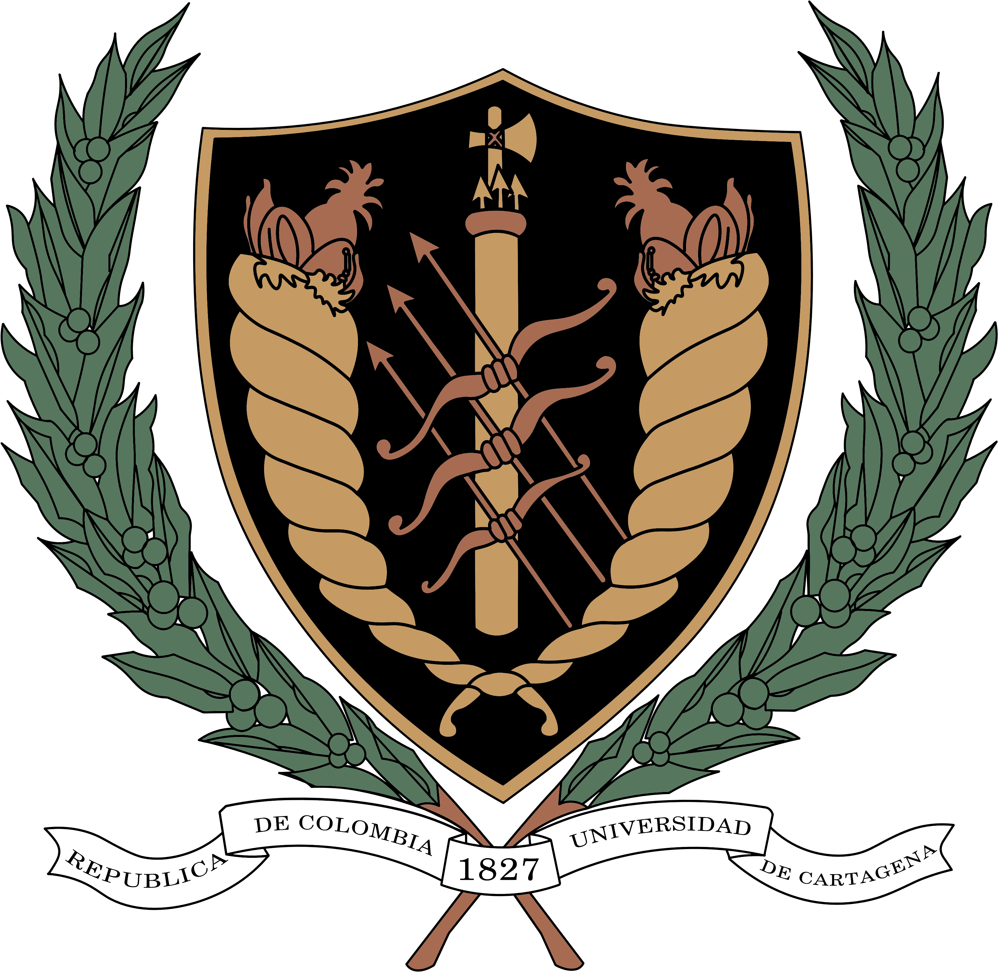 REPUBLICA DE COLOMBIA
1827
UNIVERSIDAD DE CARTAGENA